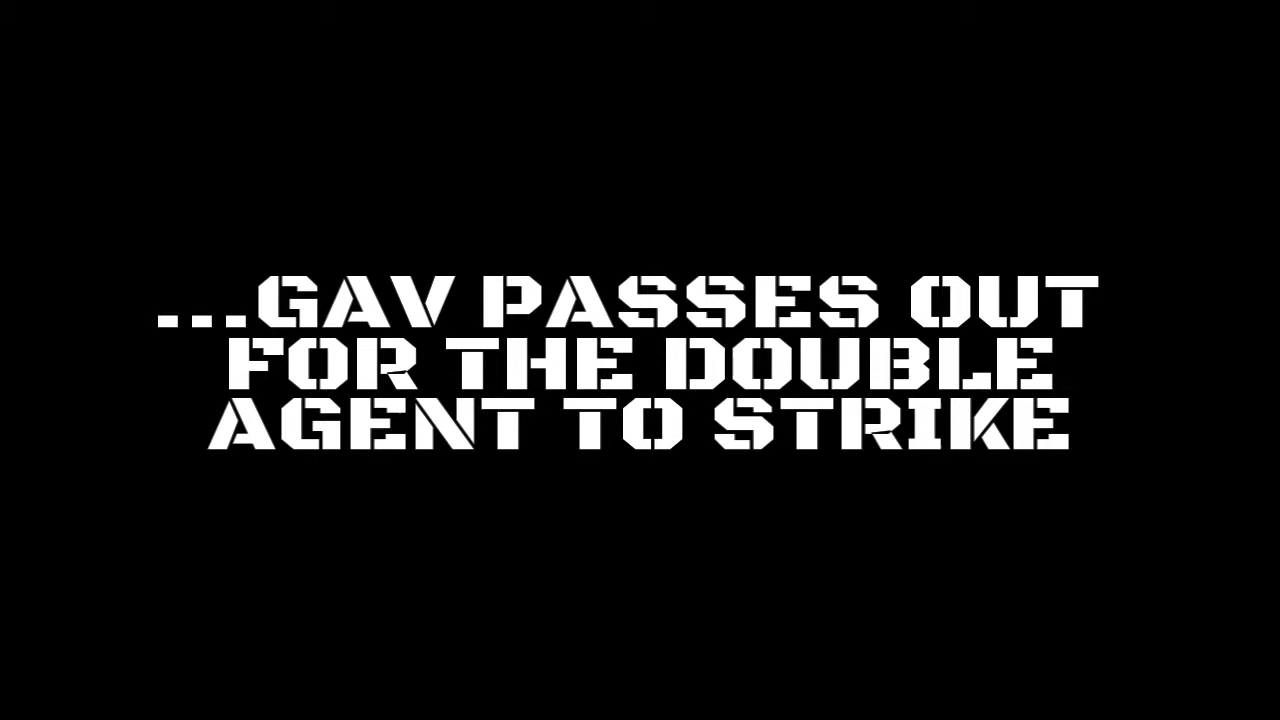 ...GAV PASSES OUT
FOR THE DOUBLE
AGENT TO STRIKE